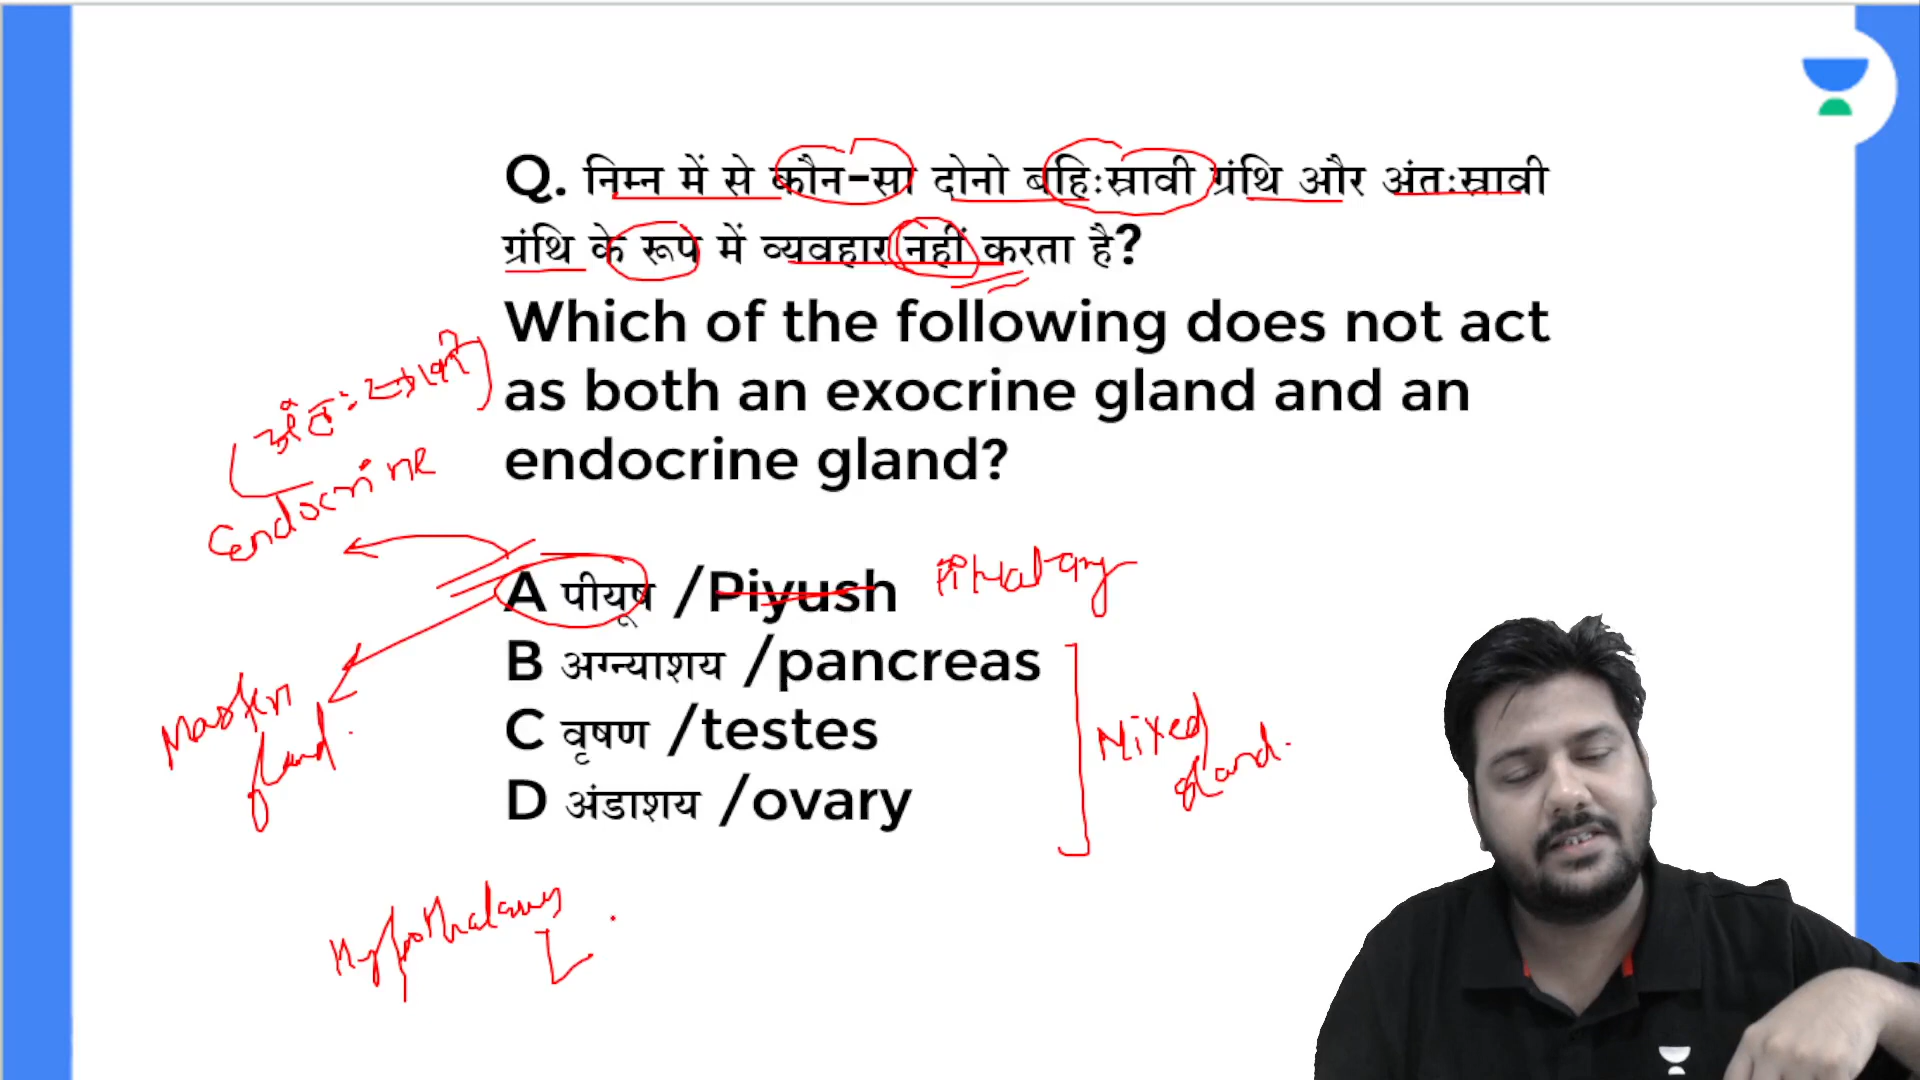 Q. निम्न में से कौन-सा दोनो बहिःस्रावी ग्रंथि और अंतःस्रावी
ग्रंथि के रूप में व्यवहार नहीं करता है?
Which of the following does not act
as both an exocrine gland and an
endocrine gland?
Endocrine
A पीयूष /Piyush
Pituitary
B अग्न्याशय /pancreas
C वृषण /testes
D अंडाशय /ovary
Mixed
gland.
Master
gland.
Hypothalamus